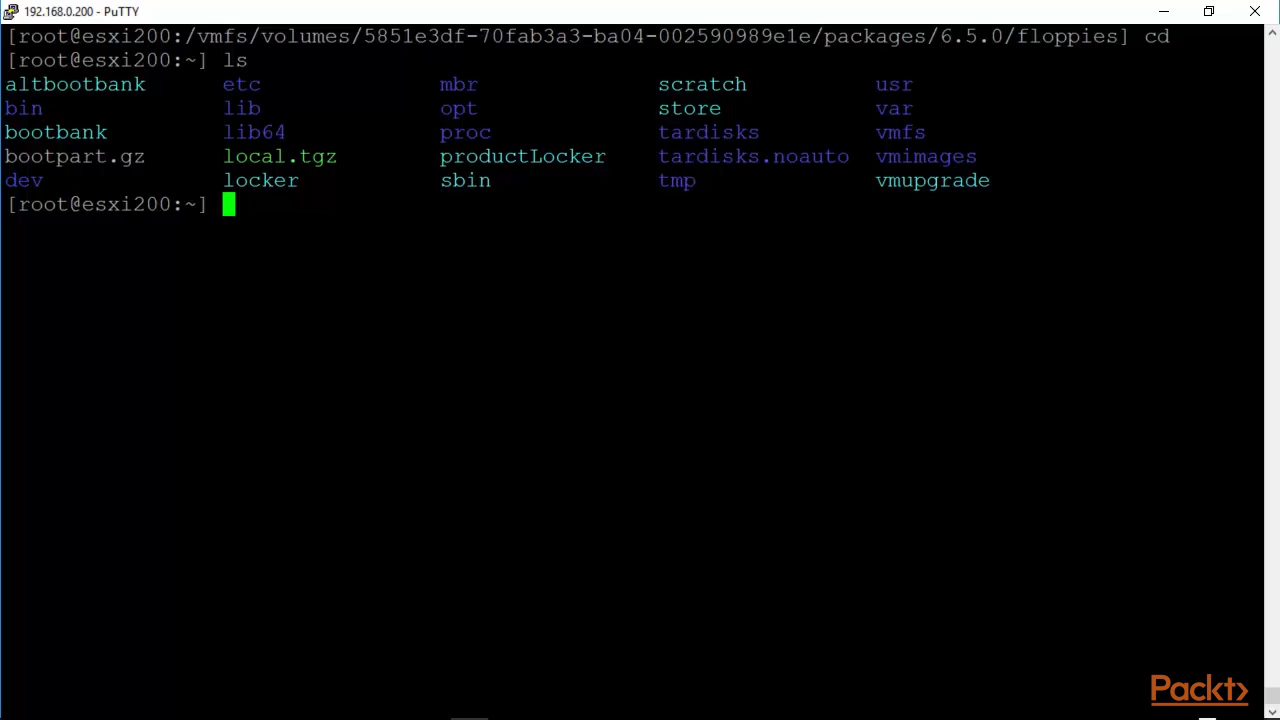 192.168.0.200 - PuTTY
[root@esxi200:/vmfs/volumes/5851e3df-70fab3a3-ba04-002590989e1e/packages/6.5.0/floppies] cd
[root@esxi200:~] ls
altbootbank etc mbr scratch usr
bin lib opt store var
bootbank lib64 proc tardisks vmfs
bootpart.gz local.tgz productLocker tardisks.noauto vmimages
dev locker sbin tmp vmupgrade
[root@esxi200:~]
Packt>